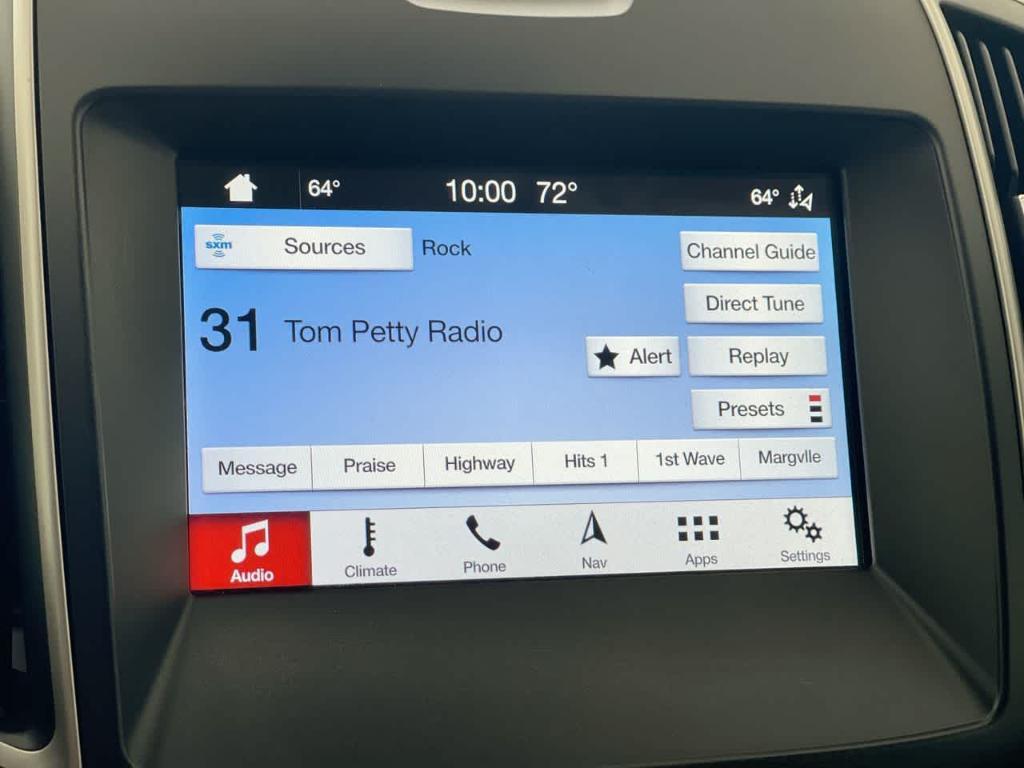 64° 10:00 72° 64°
sxm Sources Rock Channel Guide
Direct Tune
31 Tom Petty Radio
Alert Replay
Presets
Message Praise Highway Hits 1 1st Wave Margvlle
Audio Climate Phone Nav Apps Settings